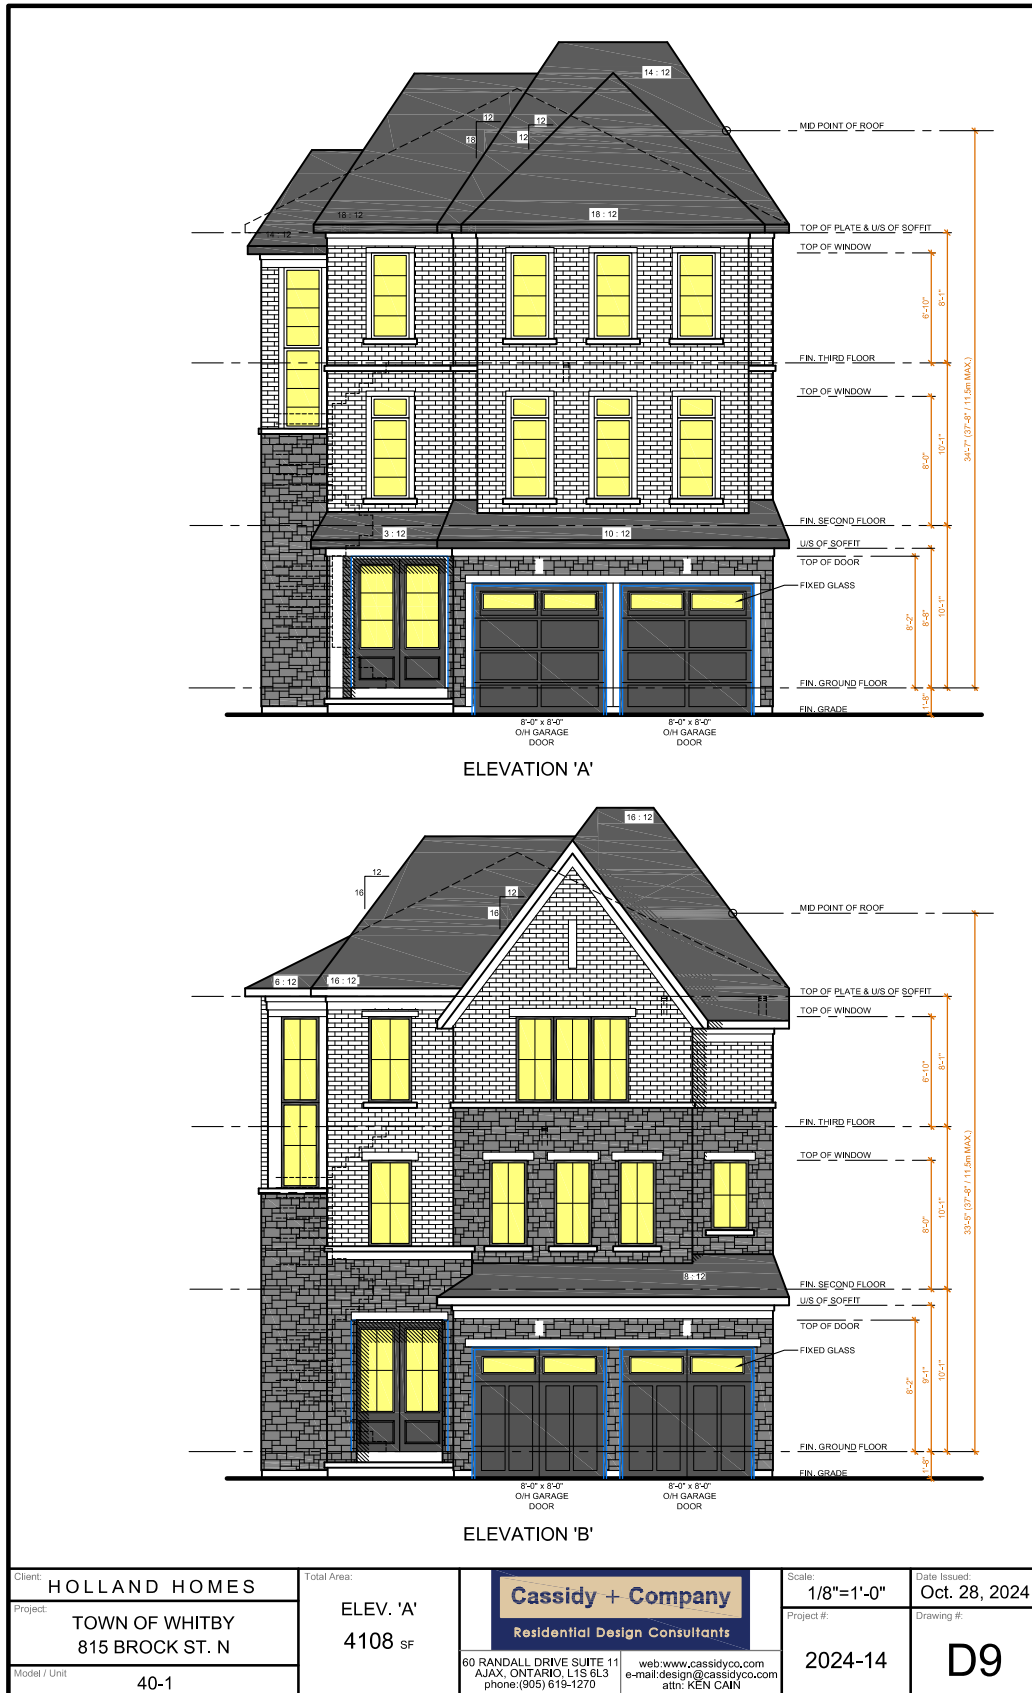 14 : 12
MID POINT OF ROOF
12
18
12
12
18 : 12
18 : 12
14 : 12
TOP OF PLATE & U/S OF SOFFIT
TOP OF WINDOW
6'-10"
8'-1"
FIN. THIRD FLOOR
34'-7" (37'-8" / 11.5m MAX.)
TOP OF WINDOW
8'-0"
10'-1"
FIN. SECOND FLOOR
3 : 12
10 : 12
U/S OF SOFFIT
TOP OF DOOR
FIXED GLASS
8'-2"
8'-8"
10'-1"
FIN. GROUND FLOOR
1'-8"
FIN. GRADE
8'-0" x 8'-0"
O/H GARAGE
DOOR
8'-0" x 8'-0"
O/H GARAGE
DOOR
ELEVATION 'A'
16 : 12
12
16
12
16
MID POINT OF ROOF
6 : 12
16 : 12
TOP OF PLATE & U/S OF SOFFIT
TOP OF WINDOW
6'-10"
8'-1"
FIN. THIRD FLOOR
33'-5" (37'-8" / 11.5m MAX.)
TOP OF WINDOW
8'-0"
10'-1"
8 : 12
FIN. SECOND FLOOR
U/S OF SOFFIT
TOP OF DOOR
FIXED GLASS
8'-2"
9'-1"
10'-1"
FIN. GROUND FLOOR
1'-8"
FIN. GRADE
8'-0" x 8'-0"
O/H GARAGE
DOOR
8'-0" x 8'-0"
O/H GARAGE
DOOR
ELEVATION 'B'
Client:
HOLLAND HOMES
Project:
TOWN OF WHITBY
815 BROCK ST. N
Model / Unit
40-1
Total Area:
ELEV. 'A'
4108 SF
Cassidy + Company
Residential Design Consultants
60 RANDALL DRIVE SUITE 11
AJAX, ONTARIO, L1S 6L3
phone:(905) 619-1270
web:www.cassidyco.com
e-mail:design@cassidyco.com
attn: KEN CAIN
Scale:
1/8"=1'-0"
Date Issued:
Oct. 28, 2024
Project #:
2024-14
Drawing #:
D9